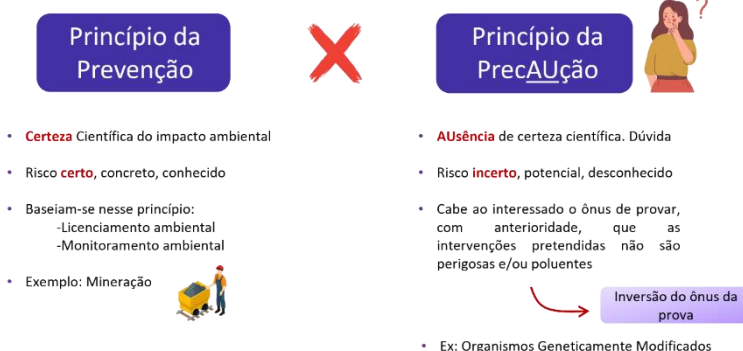 Princípio da
Prevenção
Princípio da
PrecAUção
?
• Certeza Científica do impacto ambiental
• Risco certo, concreto, conhecido
• Baseiam-se nesse princípio:
-Licenciamento ambiental
-Monitoramento ambiental
• Exemplo: Mineração
• AUsência de certeza científica. Dúvida
• Risco incerto, potencial, desconhecido
• Cabe ao interessado o ônus de provar,
com anterioridade, que as
intervenções pretendidas não são
perigosas e/ou poluentes
Inversão do ônus da
prova
• Ex: Organismos Geneticamente Modificados